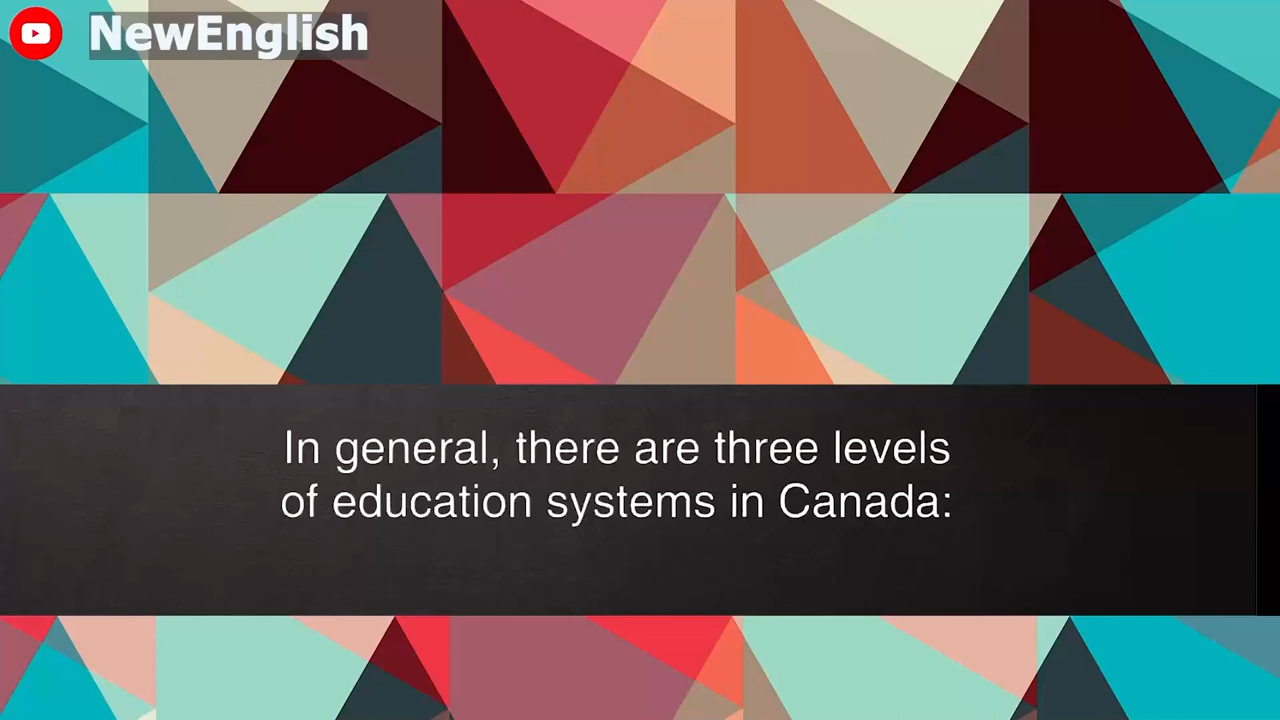 NewEnglish
In general, there are three levels
of education systems in Canada: